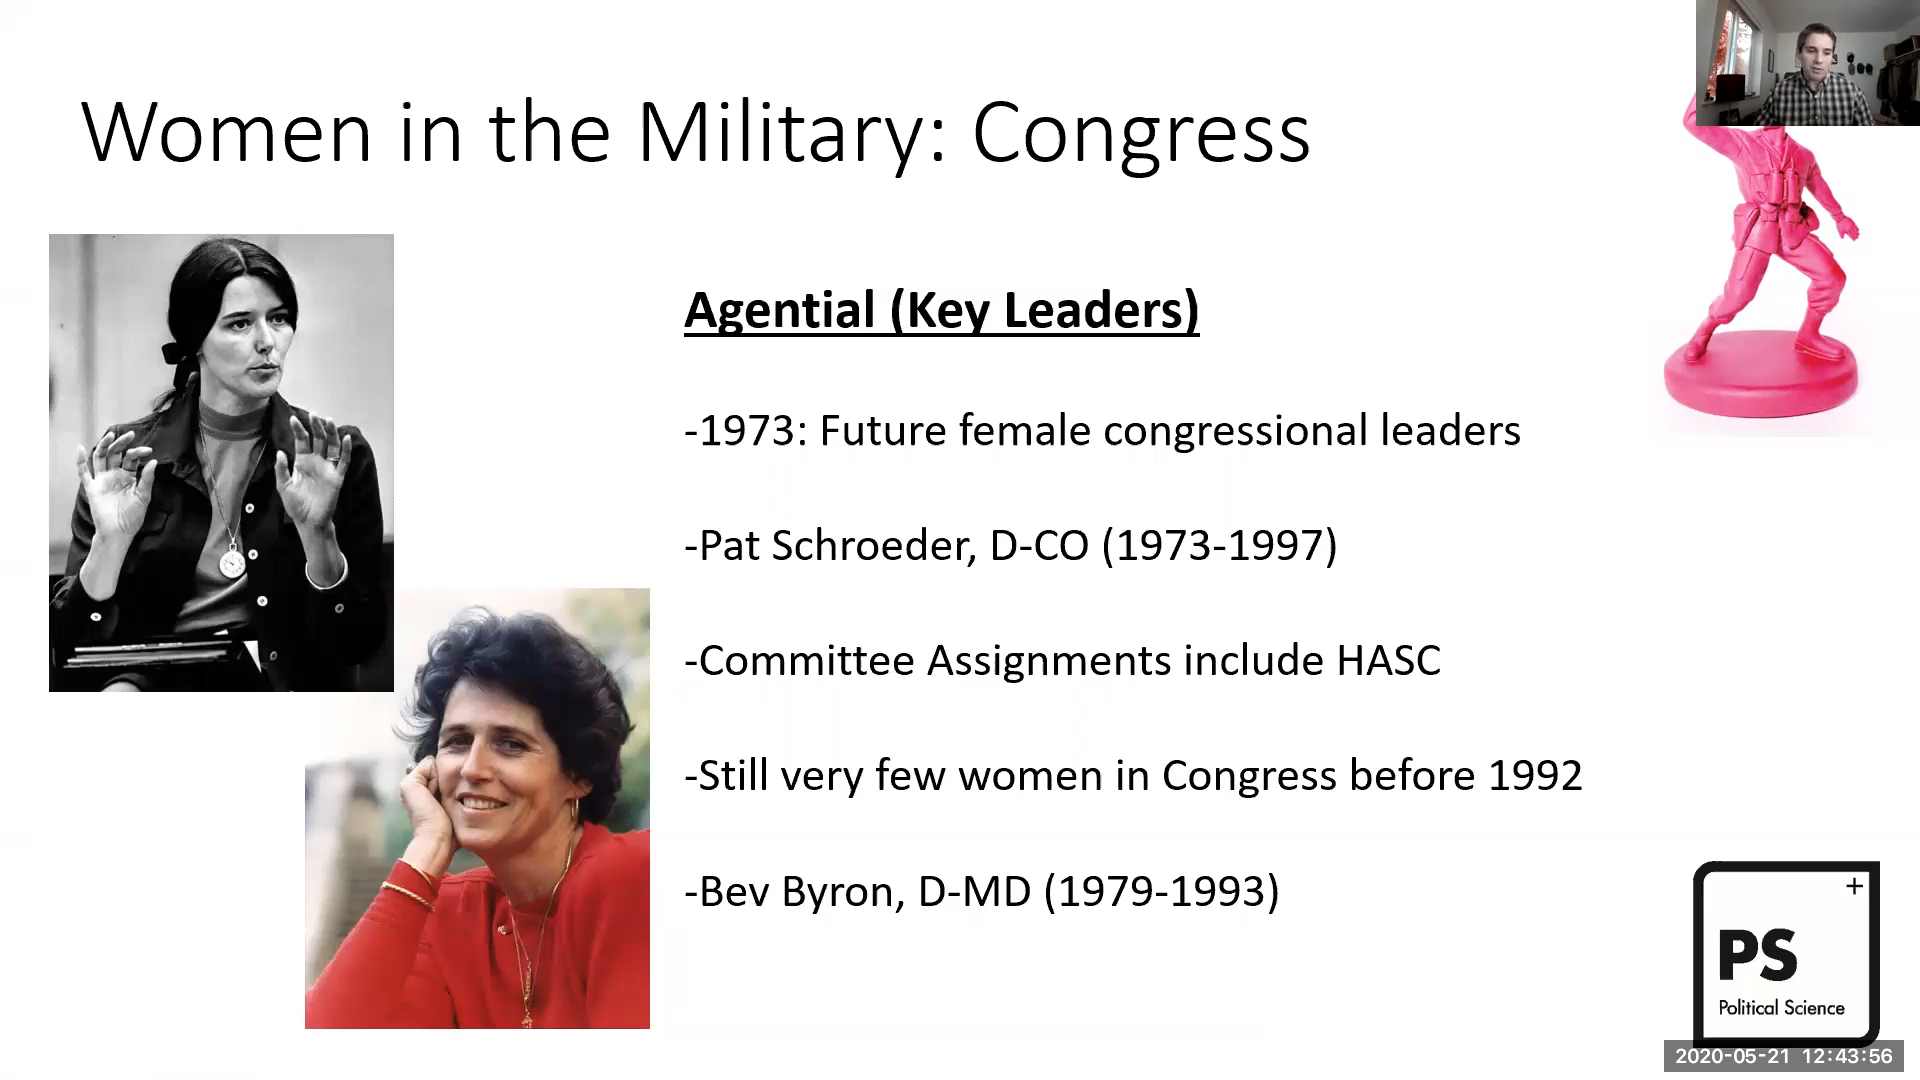 Women in the Military: Congress
Agential (Key Leaders)
-1973: Future female congressional leaders
-Pat Schroeder, D-CO (1973-1997)
-Committee Assignments include HASC
-Still very few women in Congress before 1992
-Bev Byron, D-MD (1979-1993)
+
PS
Political Science
2020-05-21 12:43:56